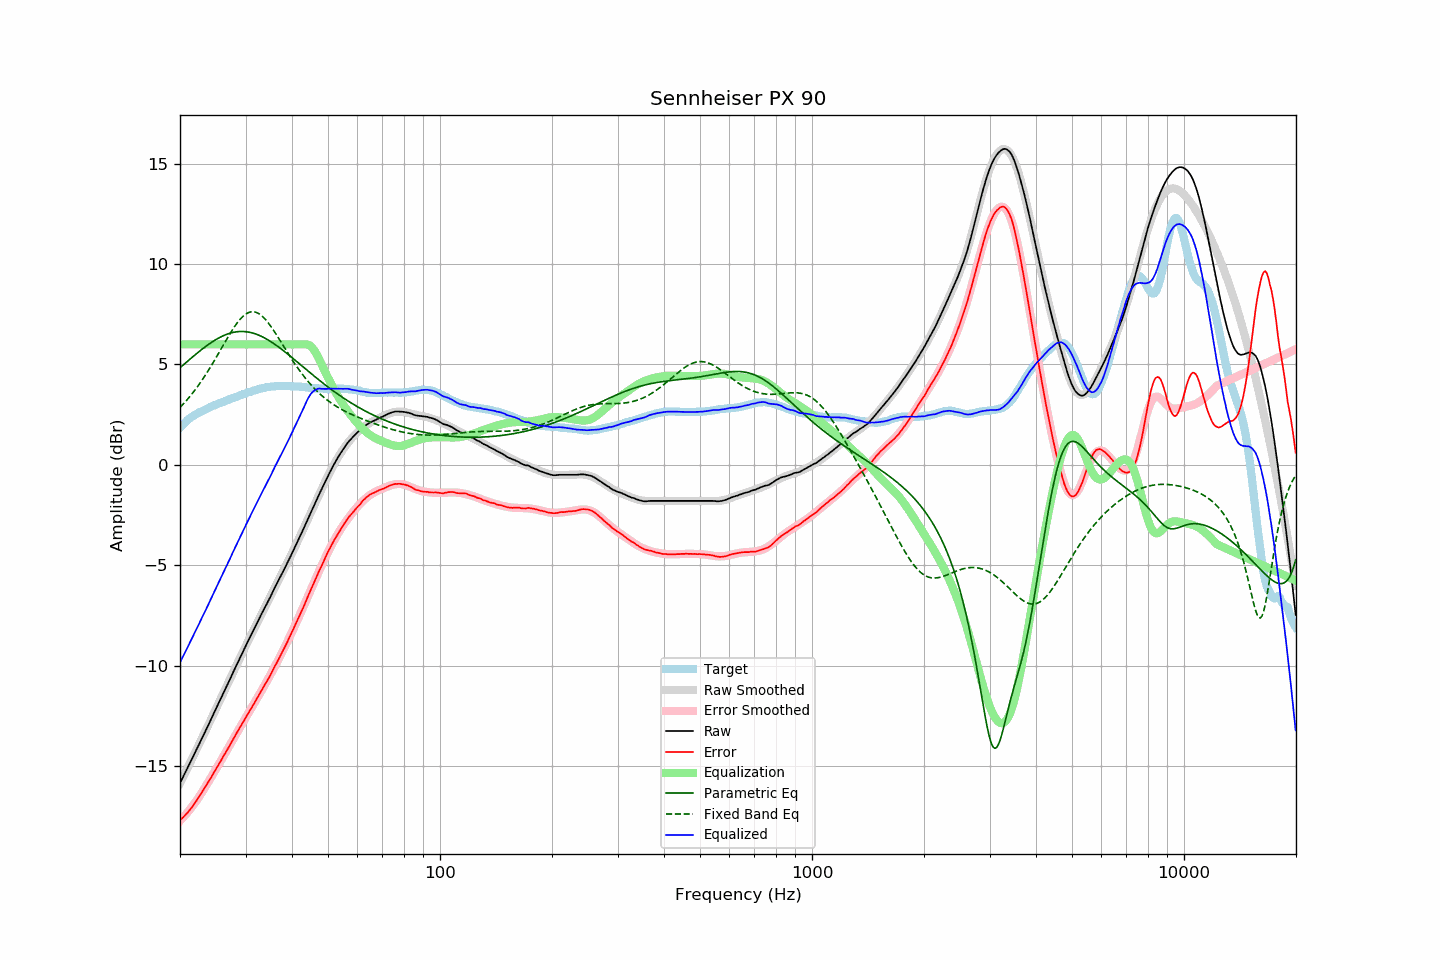 Sennheiser PX 90
Amplitude (dBr)
15
10
5
0
−5
−10
−15
100
1000
10000
Frequency (Hz)
Target
Raw Smoothed
Error Smoothed
Raw
Error
Equalization
Parametric Eq
Fixed Band Eq
Equalized